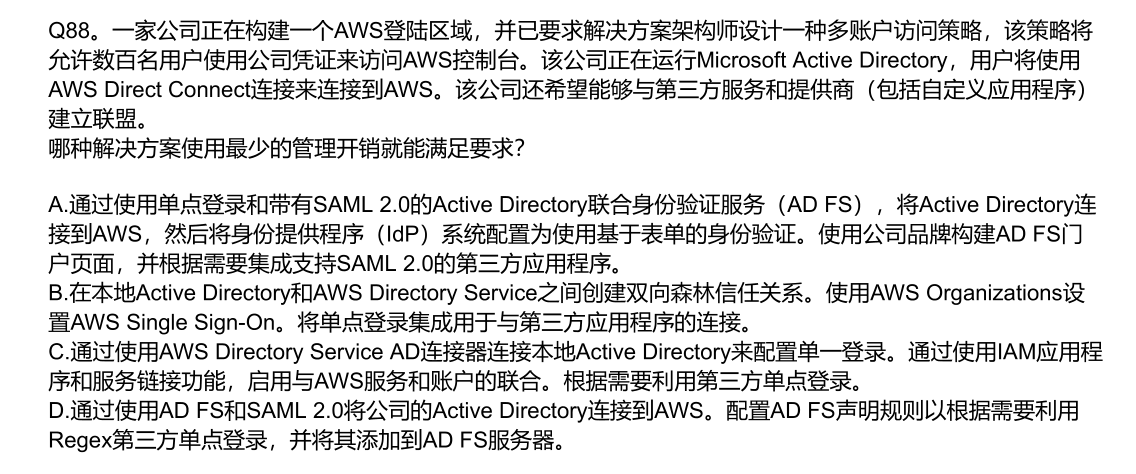 Q88。一家公司正在构建一个AWS登陆区域，并已要求解决方案架构师设计一种多账户访问策略，该策略将
允许数百名用户使用公司凭证来访问AWS控制台。该公司正在运行Microsoft Active Directory，用户将使用
AWS Direct Connect连接来连接到AWS。该公司还希望能够与第三方服务和提供商（包括自定义应用程序）
建立联盟。
哪种解决方案使用最少的管理开销就能满足要求？
A.通过使用单点登录和带有SAML 2.0的Active Directory联合身份验证服务（AD FS），将Active Directory连
接到AWS，然后将身份提供程序（IdP）系统配置为使用基于表单的身份验证。使用公司品牌构建AD FS门
户页面，并根据需要集成支持SAML 2.0的第三方应用程序。
B.在本地Active Directory和AWS Directory Service之间创建双向森林信任关系。使用AWS Organizations设
置AWS Single Sign-On。将单点登录集成用于与第三方应用程序的连接。
C.通过使用AWS Directory Service AD连接器连接本地Active Directory来配置单一登录。通过使用IAM应用程
序和服务链接功能，启用与AWS服务和账户的联合。根据需要利用第三方单点登录。
D.通过使用AD FS和SAML 2.0将公司的Active Directory连接到AWS。配置AD FS声明规则以根据需要利用
Regex第三方单点登录，并将其添加到AD FS服务器。